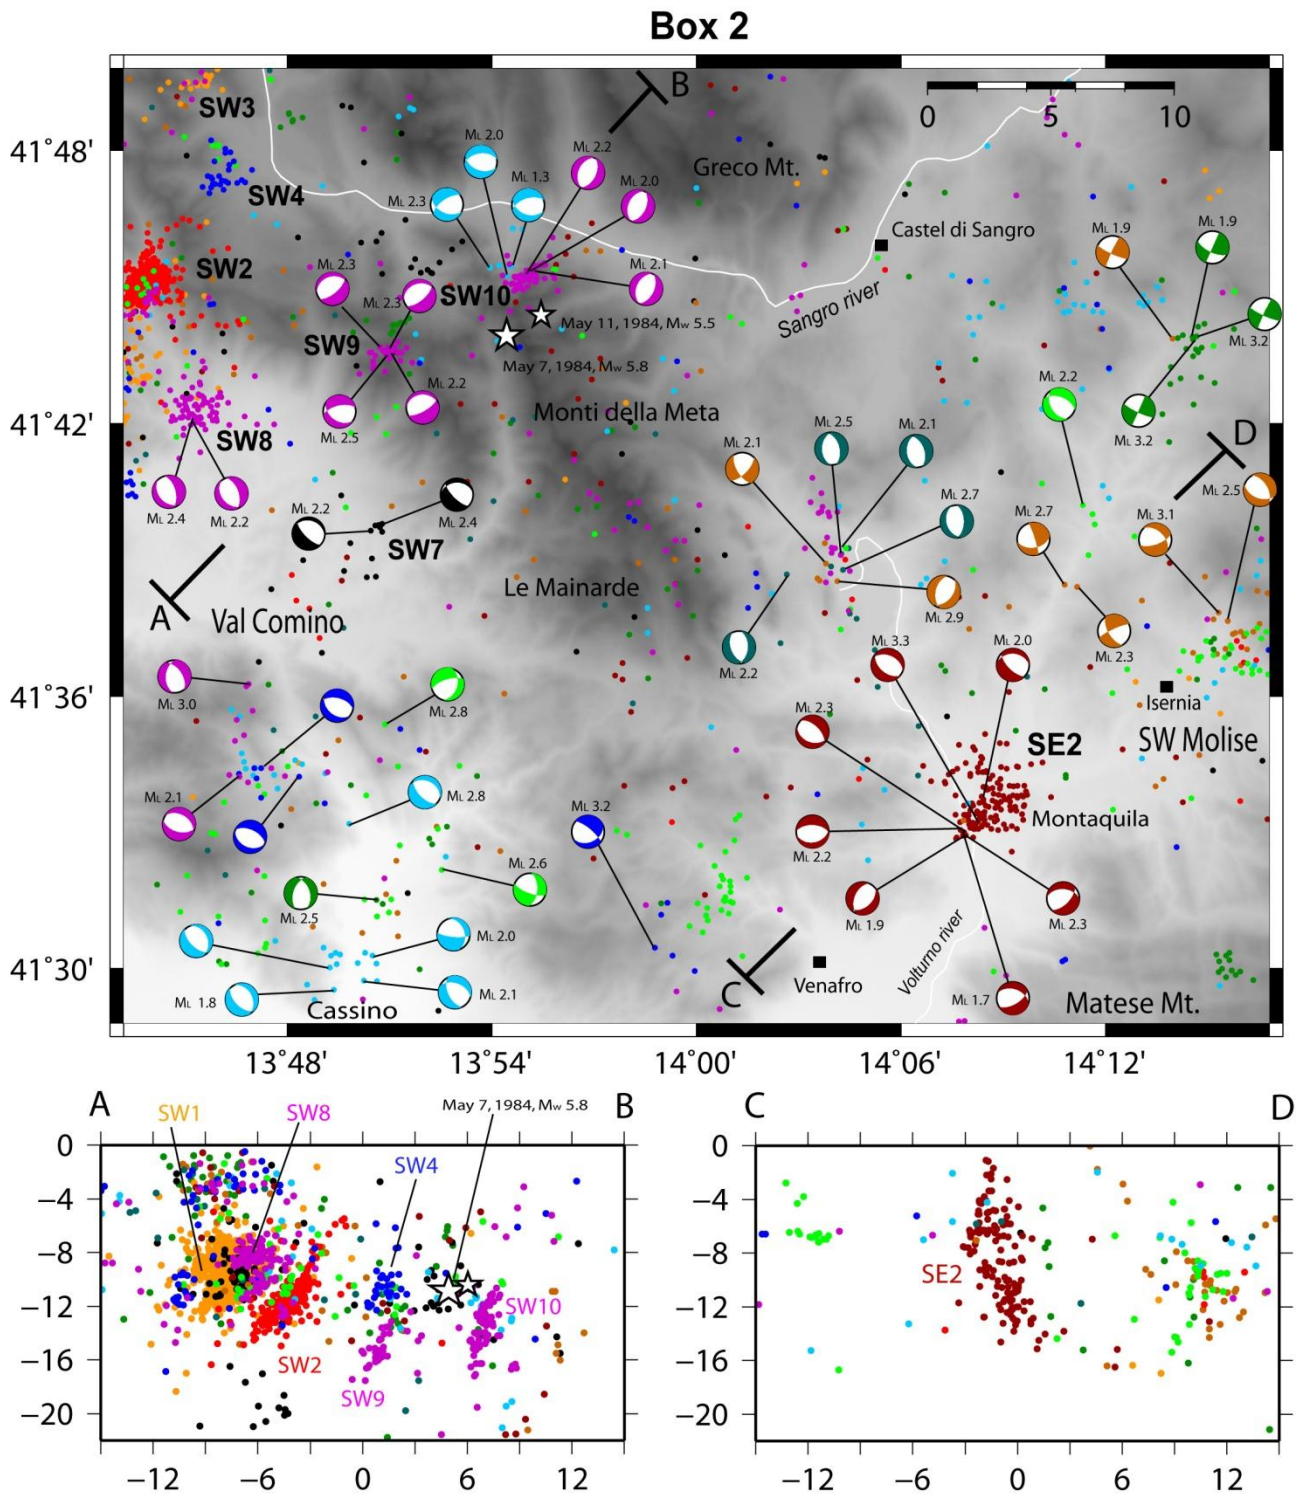 Box 2
SW3
B
0 5 10
41°48'
ML 2.0
ML 2.2
Greco Mt.
SW4
ML 2.3
ML 1.3
ML 2.0
Castel di Sangro
ML 1.9
ML 1.9
SW2
ML 2.3
ML 2.3
SW10
ML 2.1
May 11, 1984, Mw 5.5
Sangro river
ML 3.2
SW9
May 7, 1984, Mw 5.8
ML 2.2
ML 2.2
Monti della Meta
ML 2.5
ML 3.2
41°42'
SW8
ML 2.5
ML 2.1
D
ML 2.1
ML 2.5
ML 2.4
ML 2.2
ML 2.2
ML 2.4
ML 2.7
ML 2.7
ML 3.1
SW7
Le Mainarde
A
Val Comino
ML 2.9
ML 3.3
ML 2.0
ML 2.3
ML 2.2
41°36'
ML 3.0
ML 2.8
Isernia
ML 2.3
SE2
SW Molise
ML 2.1
ML 2.8
ML 3.2
Montaquila
ML 2.2
ML 2.6
ML 2.5
ML 1.9
ML 2.3
ML 2.0
Volturno river
41°30'
C
Venafro
ML 1.8
ML 2.1
ML 1.7
Cassino
Matese Mt.
13°48' 13°54' 14°00' 14°06' 14°12'
A
SW1
SW8
May 7, 1984, Mw 5.8
B
C
D
0
−4
−8
−12
−16
−20
SW4
SW10
SW2
SW9
−12 −6 0 6 12
0
−4
−8
−12
−16
−20
SE2
−12 −6 0 6 12